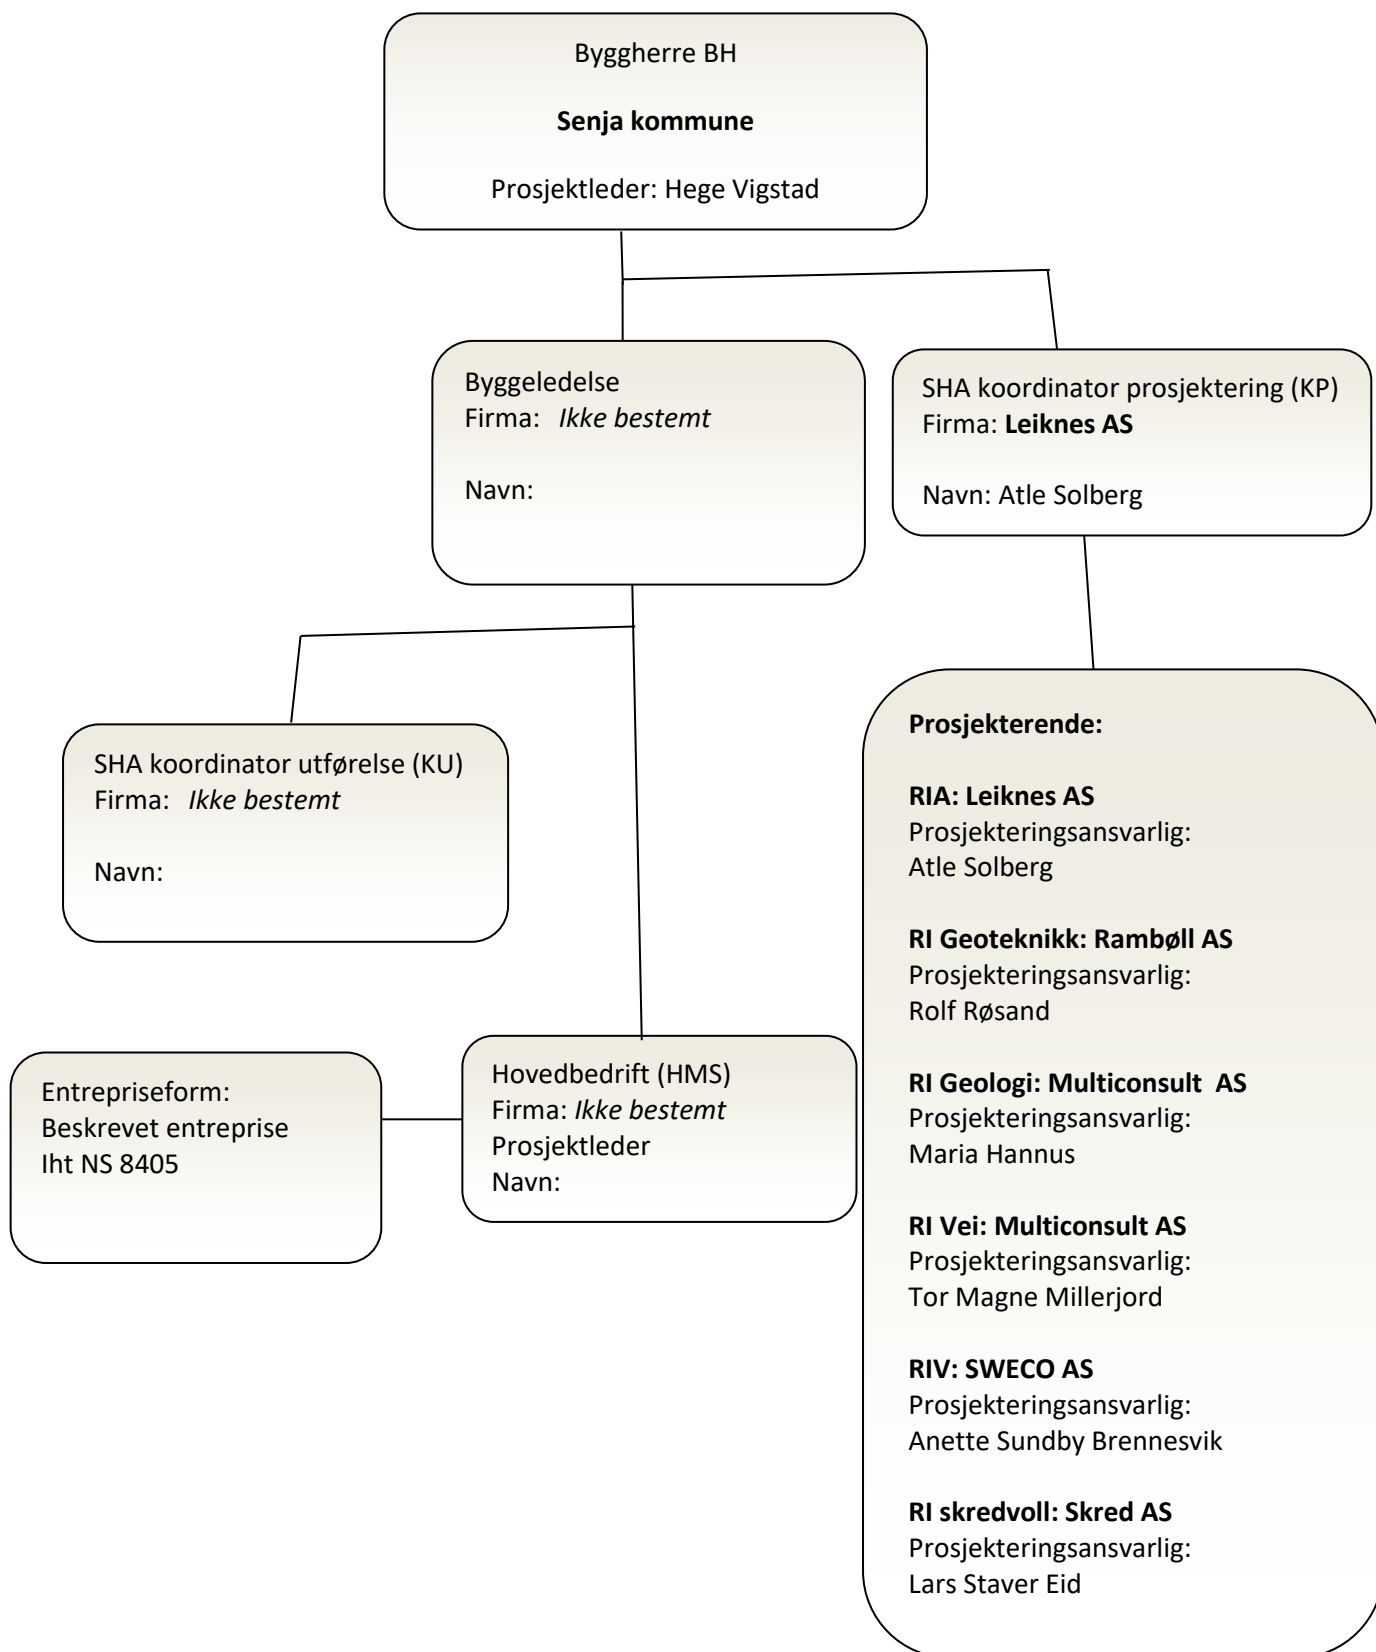 Byggherre BH
Senja kommune
Prosjektleder: Hege Vigstad
Byggeledelse
Firma: Ikke bestemt
Navn:
SHA koordinator prosjektering (KP)
Firma: Leiknes AS
Navn: Atle Solberg
SHA koordinator utførelse (KU)
Firma: Ikke bestemt
Navn:
Entrepriseform:
Beskrevet entreprise
Iht NS 8405
Hovedbedrift (HMS)
Firma: Ikke bestemt
Prosjektleder
Navn:
Prosjekterende:
RIA: Leiknes AS
Prosjekteringsansvarlig:
Atle Solberg
RI Geoteknikk: Rambøll AS
Prosjekteringsansvarlig:
Rolf Røsand
RI Geologi: Multiconsult AS
Prosjekteringsansvarlig:
Maria Hannus
RI Vei: Multiconsult AS
Prosjekteringsansvarlig:
Tor Magne Millerjord
RIV: SWECO AS
Prosjekteringsansvarlig:
Anette Sundby Brennesvik
RI skredvoll: Skred AS
Prosjekteringsansvarlig:
Lars Staver Eid